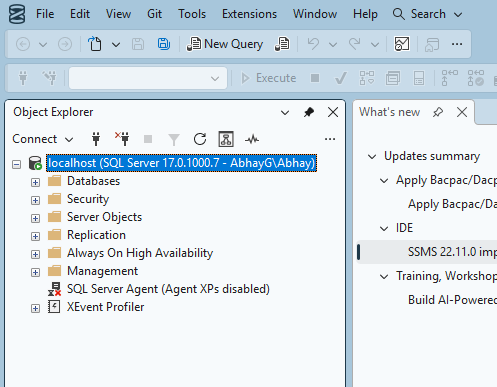 File Edit View Git Tools Extensions Window Help Search
New Query
Execute
Object Explorer
Connect
localhost (SQL Server 17.0.1000.7 - AbhayG\Abhay)
Databases
Security
Server Objects
Replication
Always On High Availability
Management
SQL Server Agent (Agent XPs disabled)
XEvent Profiler
What's new
Updates summary
Apply Bacpac/Dacp
Apply Bacpac/Da
IDE
SSMS 22.11.0 imp
Training, Workshop
Build AI-Powered